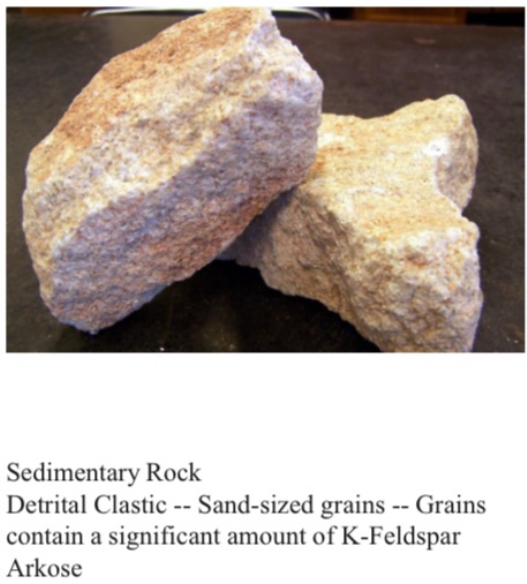 Sedimentary Rock
Detrital Clastic -- Sand-sized grains -- Grains
contain a significant amount of K-Feldspar
Arkose